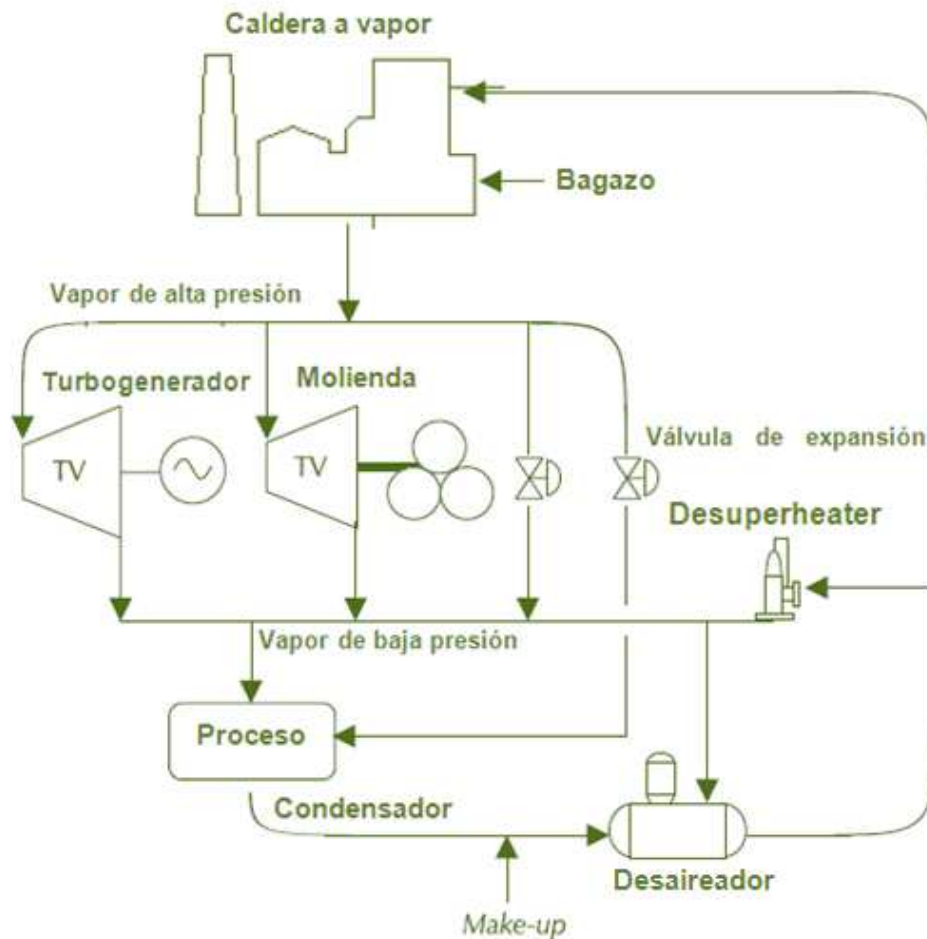 Caldera a vapor
Bagazo
Vapor de alta presión
Turbogenerador
Molienda
TV
TV
Válvula de expansión
Desuperheater
Vapor de baja presión
Proceso
Condensador
Desaireador
Make-up